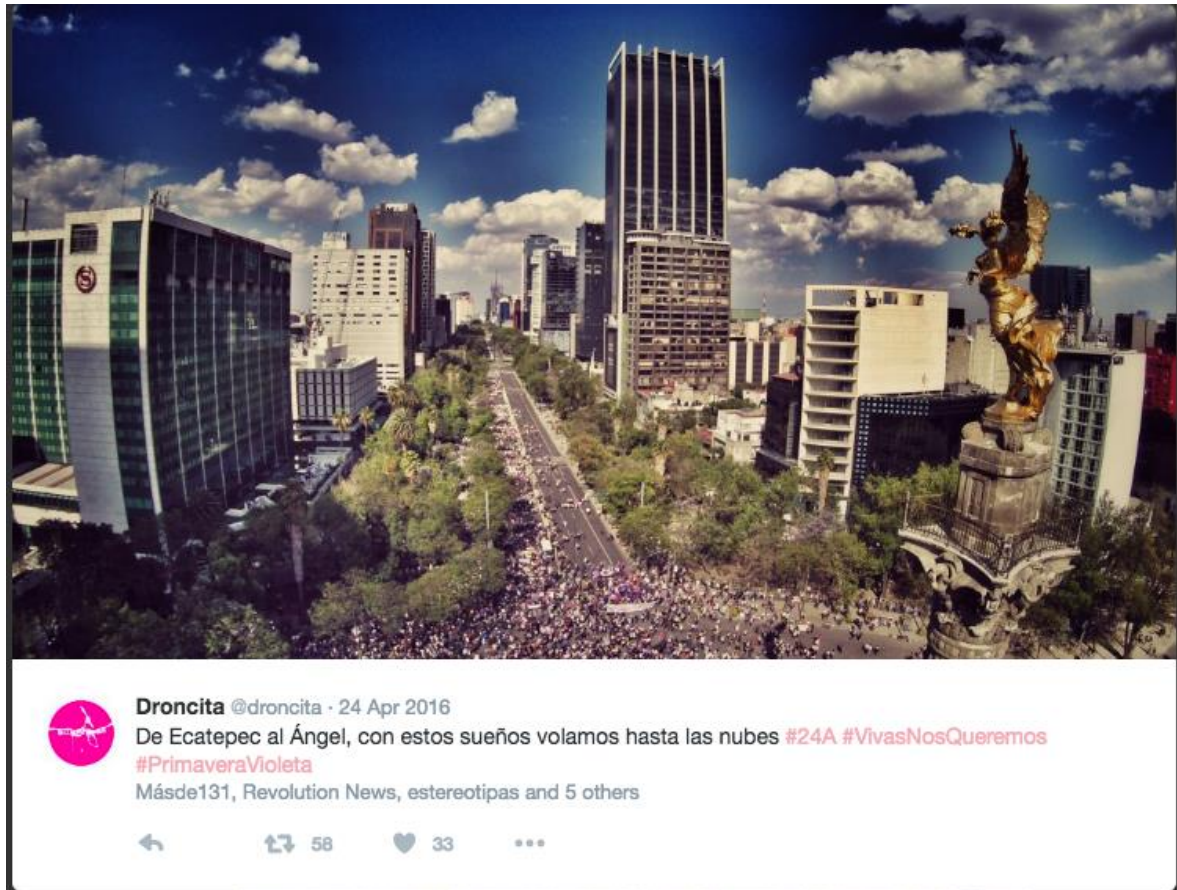 Droncita @droncita · 24 Apr 2016
De Ecatepec al Ángel, con estos sueños volamos hasta las nubes #24A #VivasNosQueremos
#PrimaveraVioleta
Másde131, Revolution News, estereotipas and 5 others
58 33